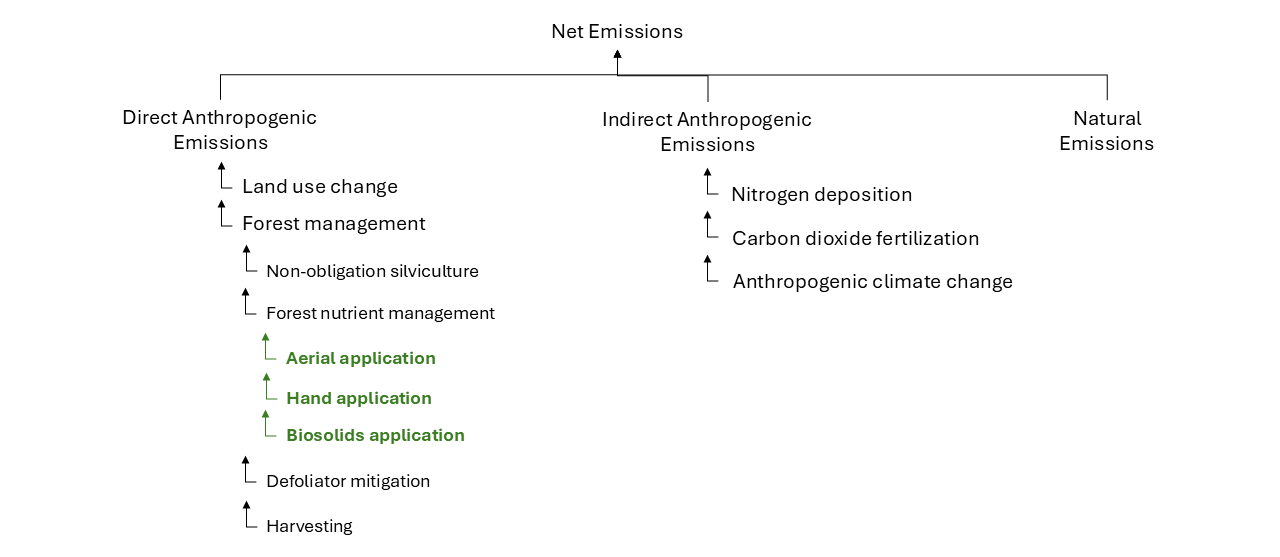 Net Emissions
Direct Anthropogenic
Emissions
Land use change
Forest management
Non-obligation silviculture
Forest nutrient management
Aerial application
Hand application
Biosolids application
Defoliator mitigation
Harvesting
Indirect Anthropogenic
Emissions
Nitrogen deposition
Carbon dioxide fertilization
Anthropogenic climate change
Natural
Emissions